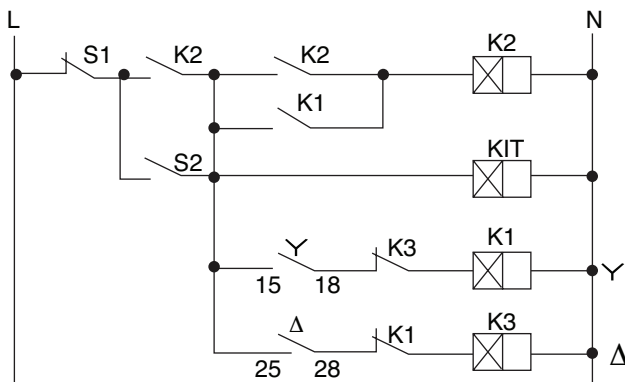 L N
S1 K2 K2 K2
K1
S2 KIT
Y K3 K1
15 18 Y
Δ K1 K3
25 28 Δ